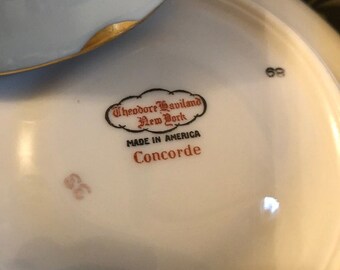 Theodore Haviland
New York
MADE IN AMERICA
Concorde